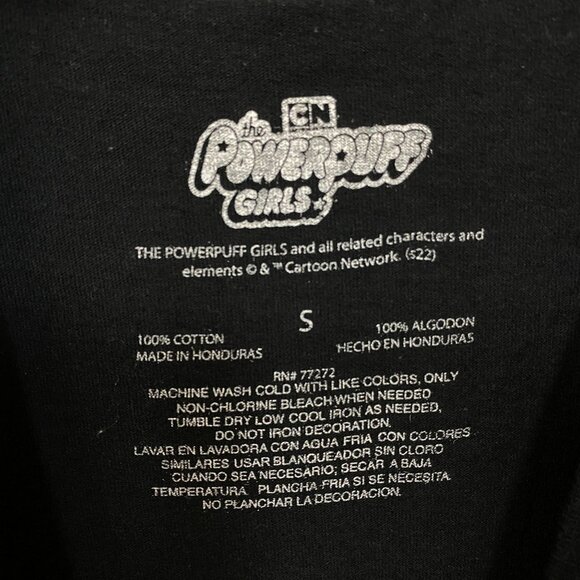 CN
the
POWERPUFF
GIRLS
THE POWERPUFF GIRLS and all related characters and
elements © & ™ Cartoon Network. (s22)
S
100% COTTON
MADE IN HONDURAS
100% ALGODON
HECHO EN HONDURAS
RN# 77272
MACHINE WASH COLD WITH LIKE COLORS, ONLY
NON-CHLORINE BLEACH WHEN NEEDED
TUMBLE DRY LOW COOL IRON AS NEEDED,
DO NOT IRON DECORATION.
LAVAR EN LAVADORA CON AGUA FRIA CON COLORES
SIMILARES USAR BLANQUEADOR SIN CLORO
CUANDO SEA NECESARIO; SECAR A BAJA
TEMPERATURA. PLANCHA FRIA SI SE NECESITA.
NO PLANCHAR LA DECORACION.